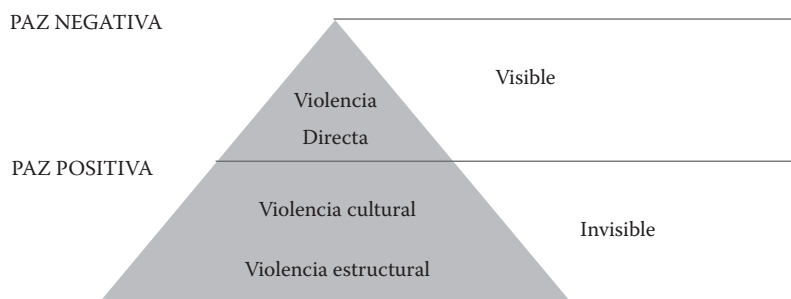 PAZ NEGATIVA
Visible
Violencia
Directa
PAZ POSITIVA
Violencia cultural
Invisible
Violencia estructural